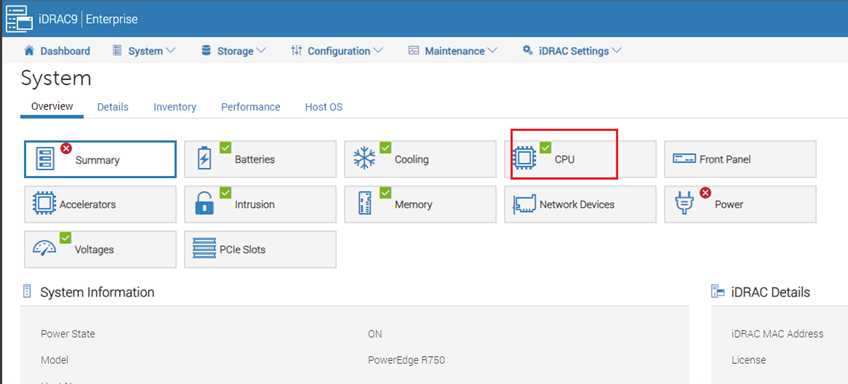 iDRAC9 | Enterprise
Dashboard System Storage Configuration Maintenance iDRAC Settings
System
Overview Details Inventory Performance Host OS
Summary Batteries Cooling CPU Front Panel
Accelerators Intrusion Memory Network Devices Power
Voltages PCIe Slots
System Information iDRAC Details
Power State ON iDRAC MAC Address
Model PowerEdge R750 License